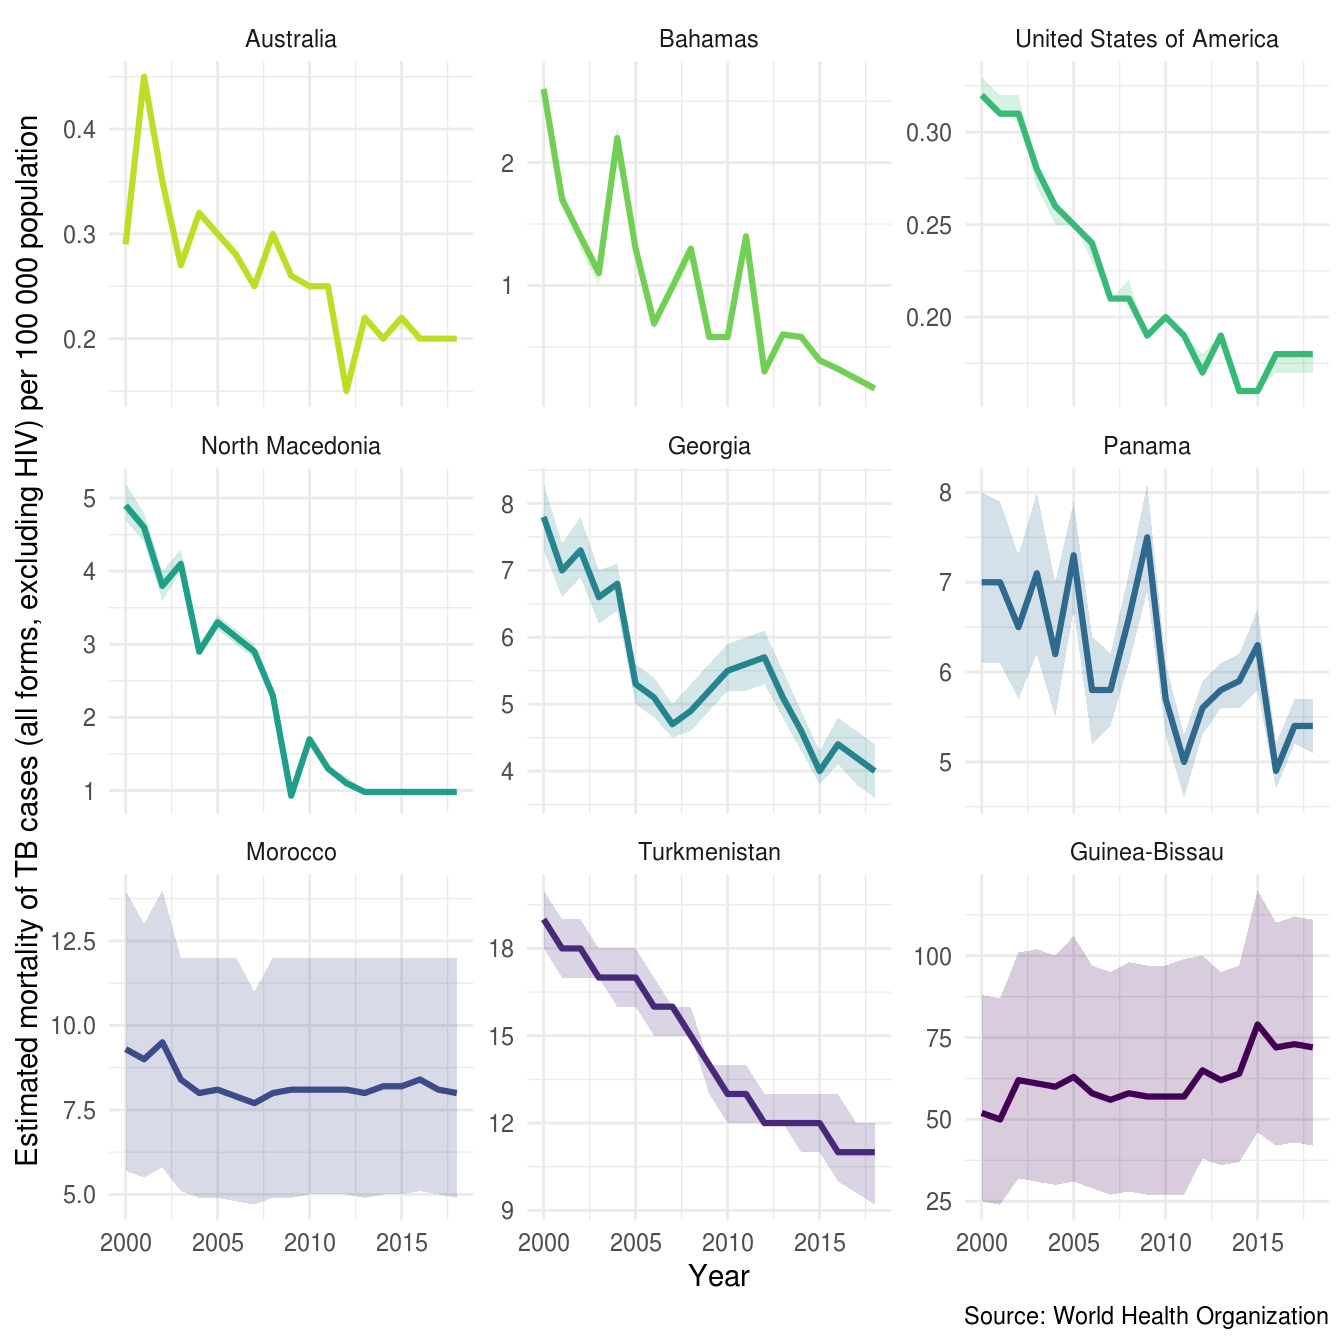 Australia
Bahamas
United States of America
0.4
0.3
0.2
2
1
0.30
0.25
0.20
North Macedonia
Georgia
Panama
5
4
3
2
1
8
7
6
5
4
8
7
6
5
Morocco
Turkmenistan
Guinea-Bissau
12.5
10.0
7.5
5.0
18
15
12
9
100
75
50
25
2000 2005 2010 2015
2000 2005 2010 2015
2000 2005 2010 2015
Year
Estimated mortality of TB cases (all forms, excluding HIV) per 100 000 population
Source: World Health Organization